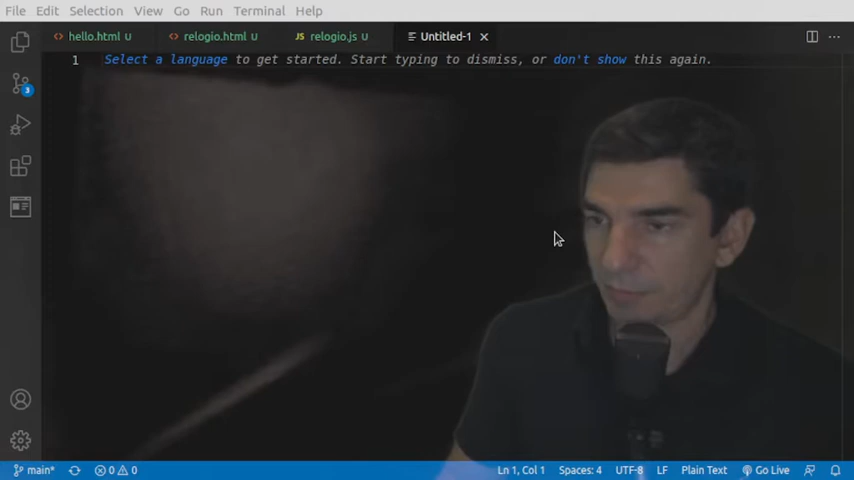 File Edit Selection View Go Run Terminal Help
hello.html U relogio.html U JS relogio.js U Untitled-1
1 Select a language to get started. Start typing to dismiss, or don't show this again.
3
main* 0 0 Ln 1, Col 1 Spaces: 4 UTF-8 LF Plain Text Go Live